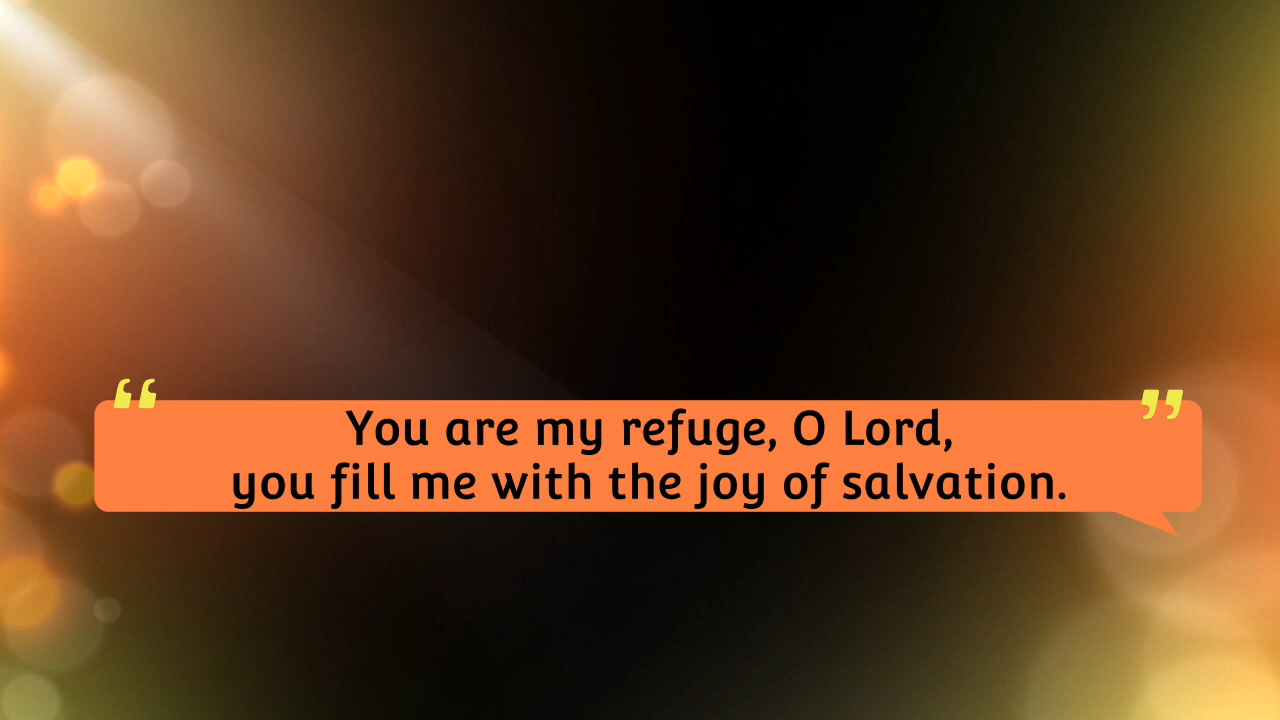 “You are my refuge, O Lord,
you fill me with the joy of salvation.”